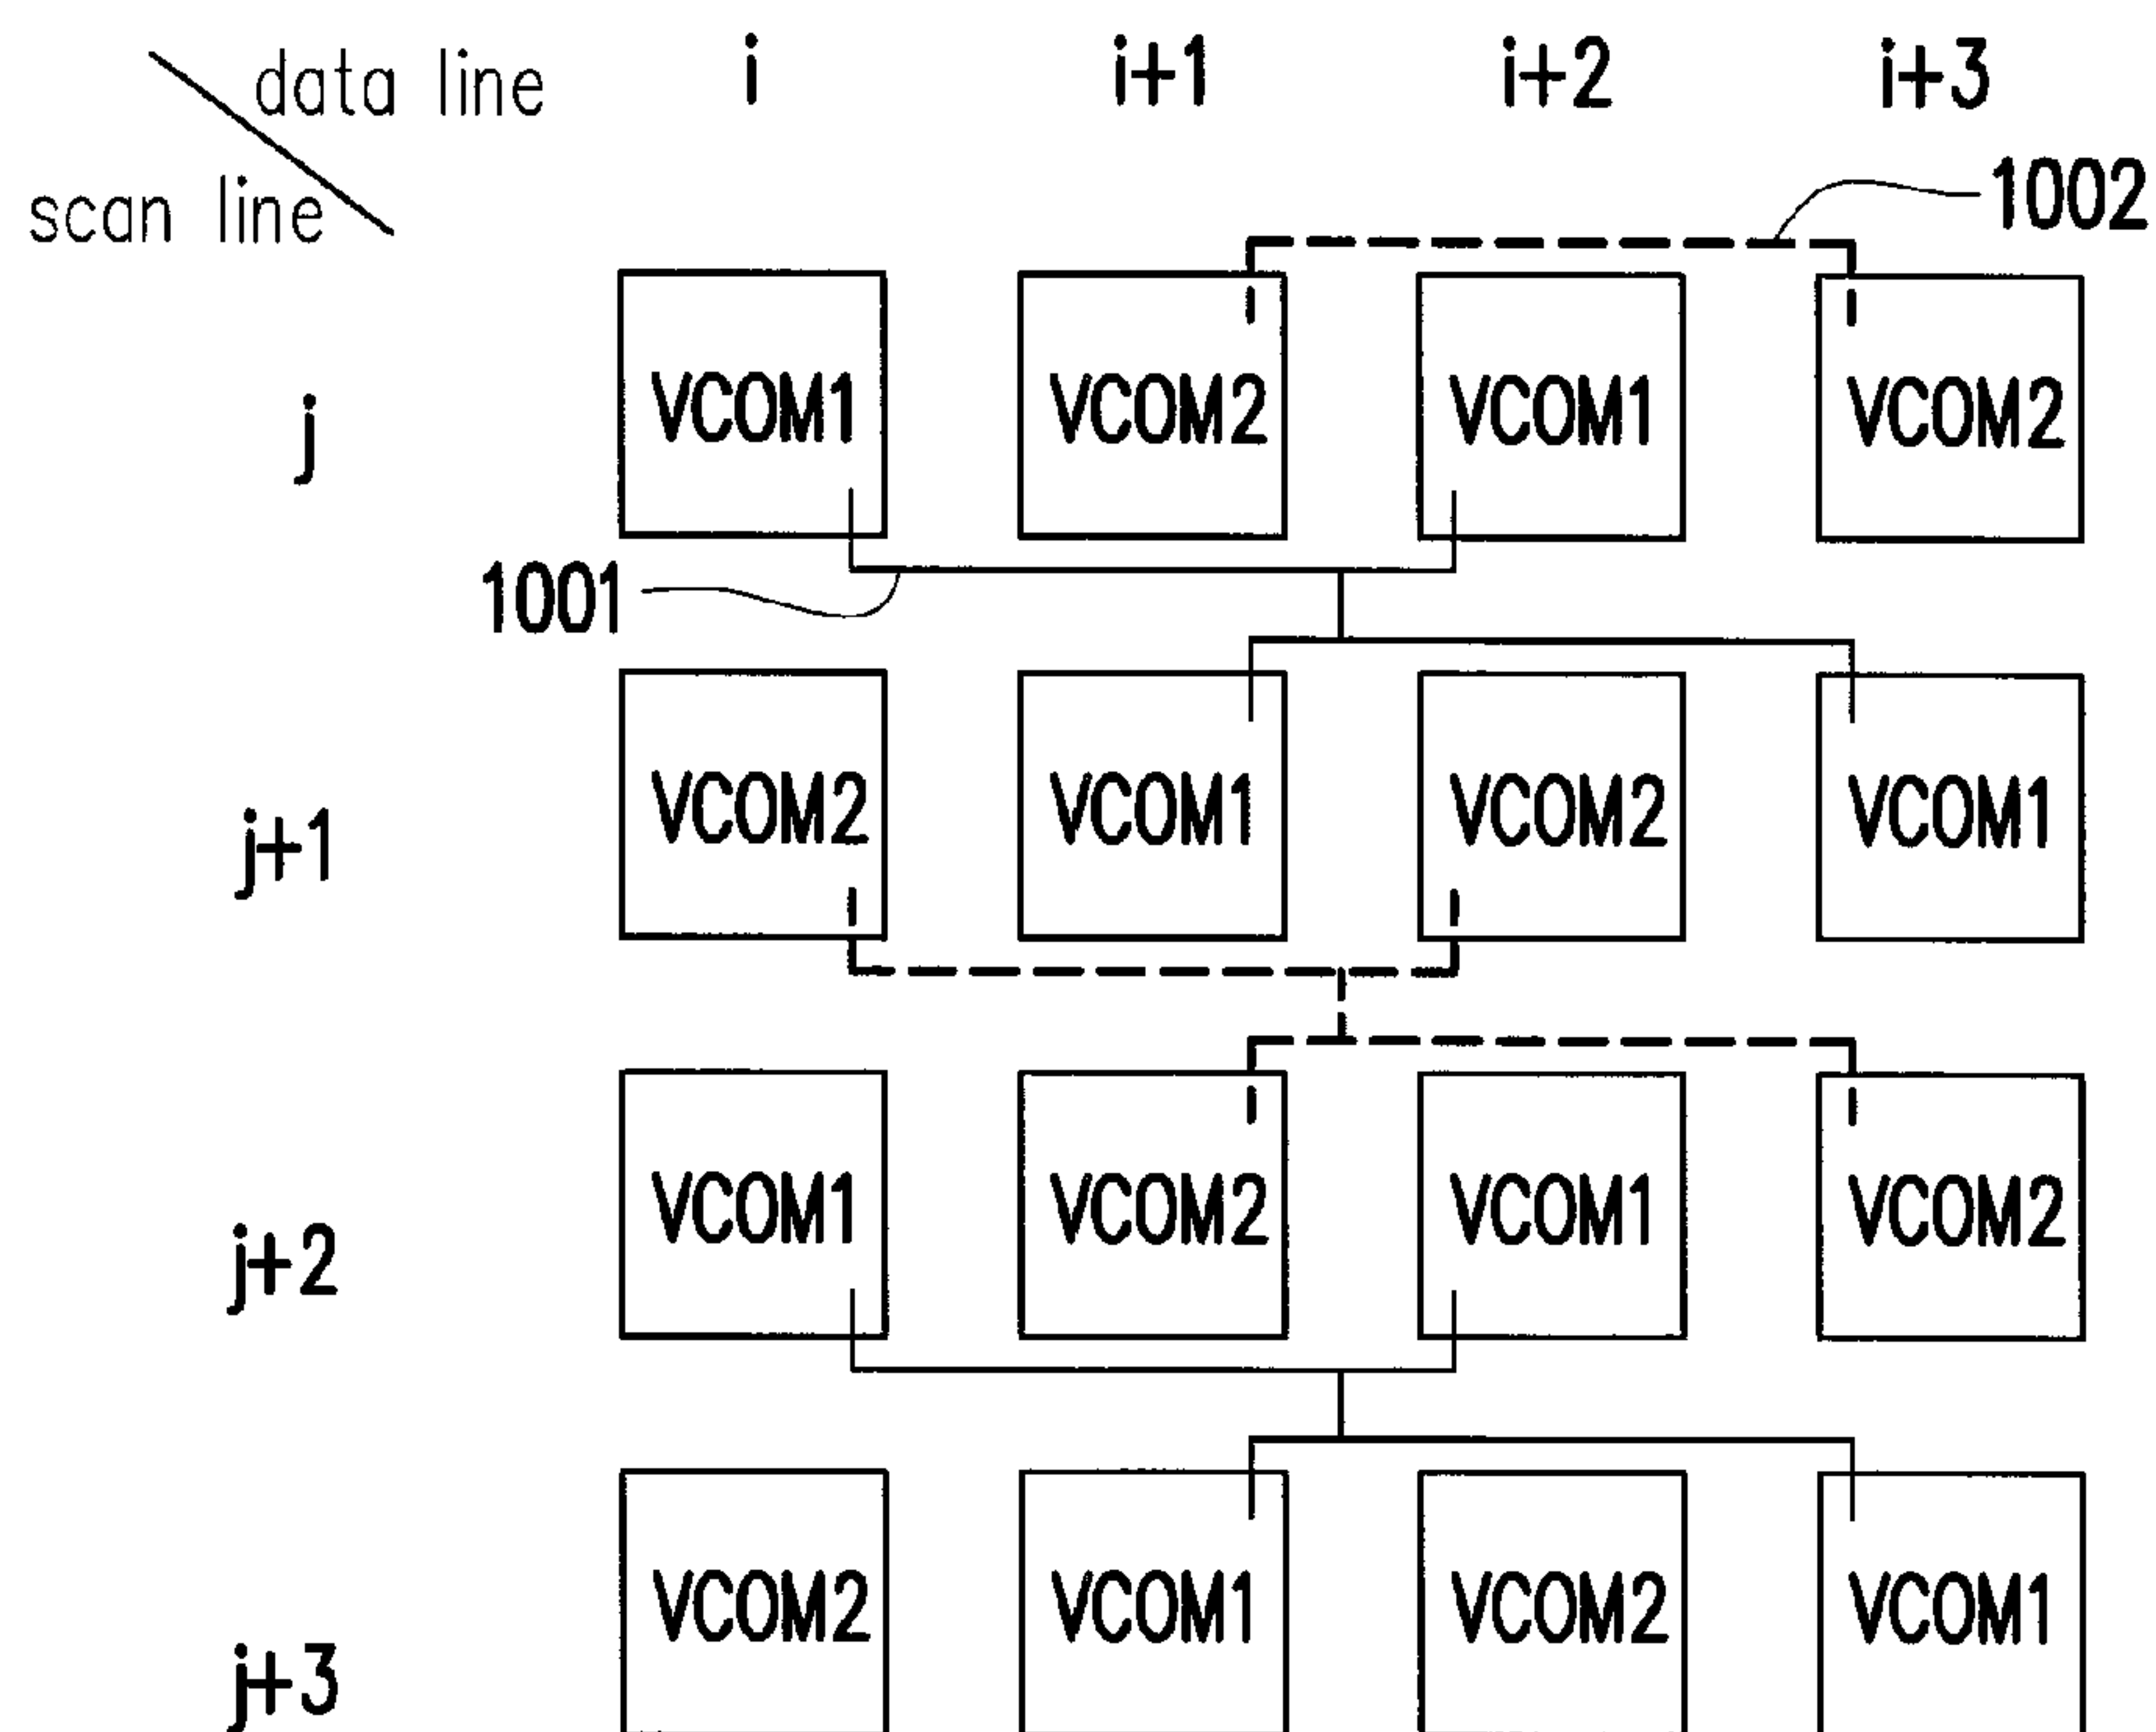 data line i i+1 i+2 i+3
scan line
1002
j VCOM1 VCOM2 VCOM1 VCOM2
1001
j+1 VCOM2 VCOM1 VCOM2 VCOM1
j+2 VCOM1 VCOM2 VCOM1 VCOM2
j+3 VCOM2 VCOM1 VCOM2 VCOM1